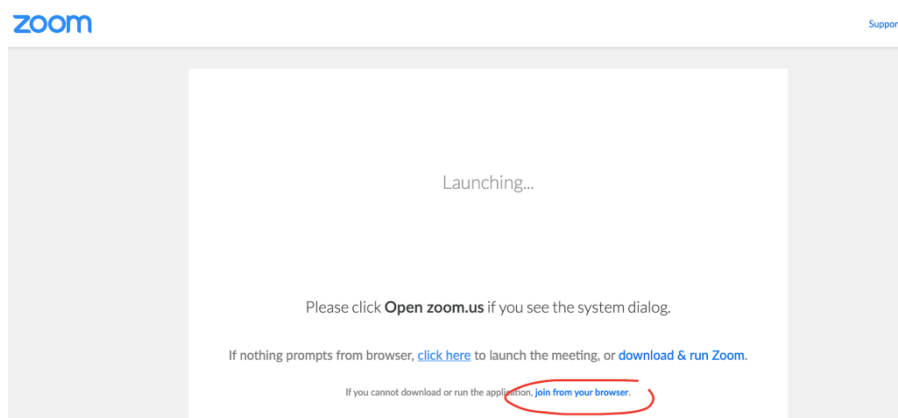 zoom
Suppor
Launching...
Please click Open zoom.us if you see the system dialog.
If nothing prompts from browser, click here to launch the meeting, or download & run Zoom.
If you cannot download or run the application, join from your browser.